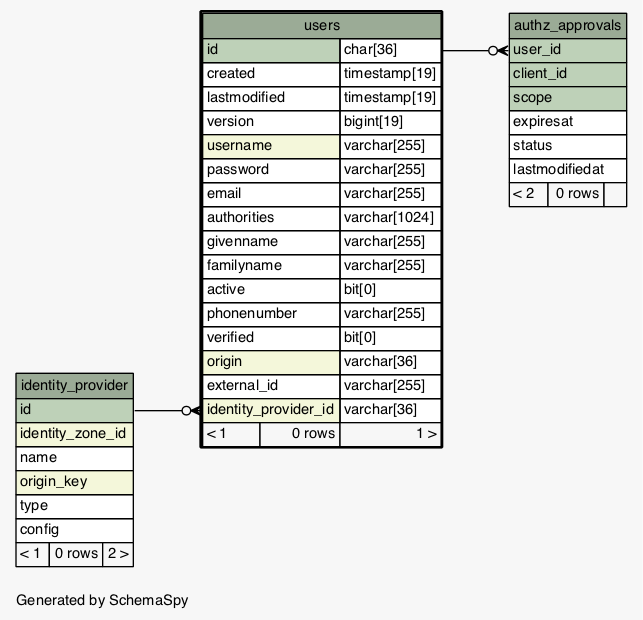 users
id char[36]
created timestamp[19]
lastmodified timestamp[19]
version bigint[19]
username varchar[255]
password varchar[255]
email varchar[255]
authorities varchar[1024]
givenname varchar[255]
familyname varchar[255]
active bit[0]
phonenumber varchar[255]
verified bit[0]
origin varchar[36]
external_id varchar[255]
identity_provider_id varchar[36]
< 1 0 rows 1 >
authz_approvals
user_id
client_id
scope
expiresat
status
lastmodifiedat
< 2 0 rows
identity_provider
id
identity_zone_id
name
origin_key
type
config
< 1 0 rows 2 >
Generated by SchemaSpy